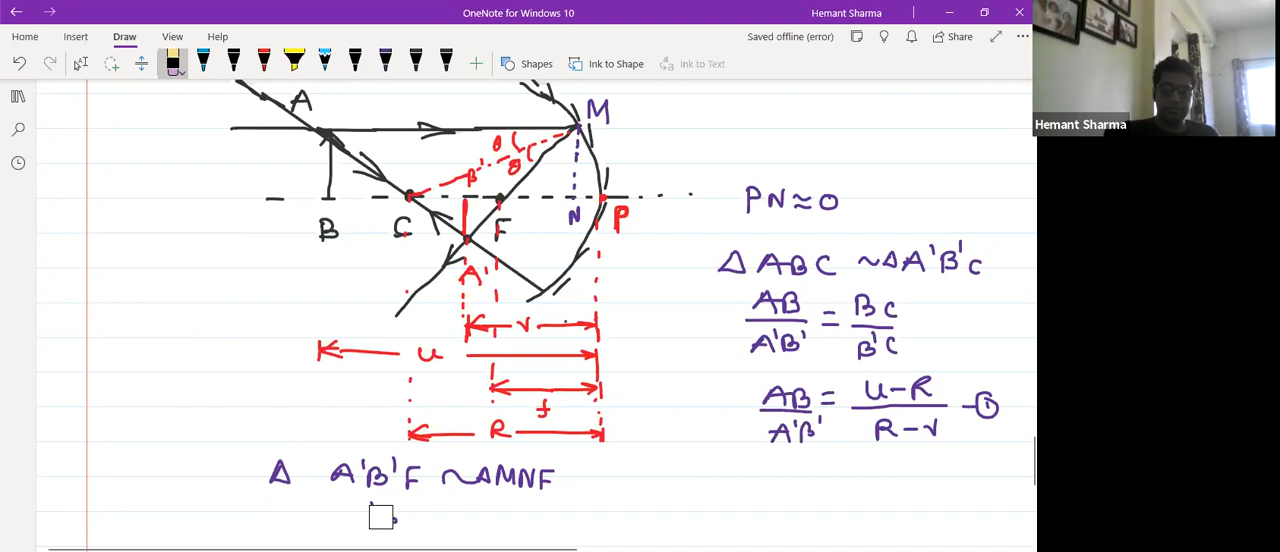 OneNote for Windows 10
Hemant Sharma
Home Insert Draw View Help
Saved offline (error)
Share
Shapes
Ink to Shape
Ink to Text
Hemant Sharma
A
M
θ
θ
B'
B C F N P
A'
v
u
f
R
PN ≈ 0
Δ ABC ~ Δ A'B'C
AB/A'B' = BC/B'C
AB/A'B' = u-R/R-v -①
Δ A'B'F ~ Δ MNF